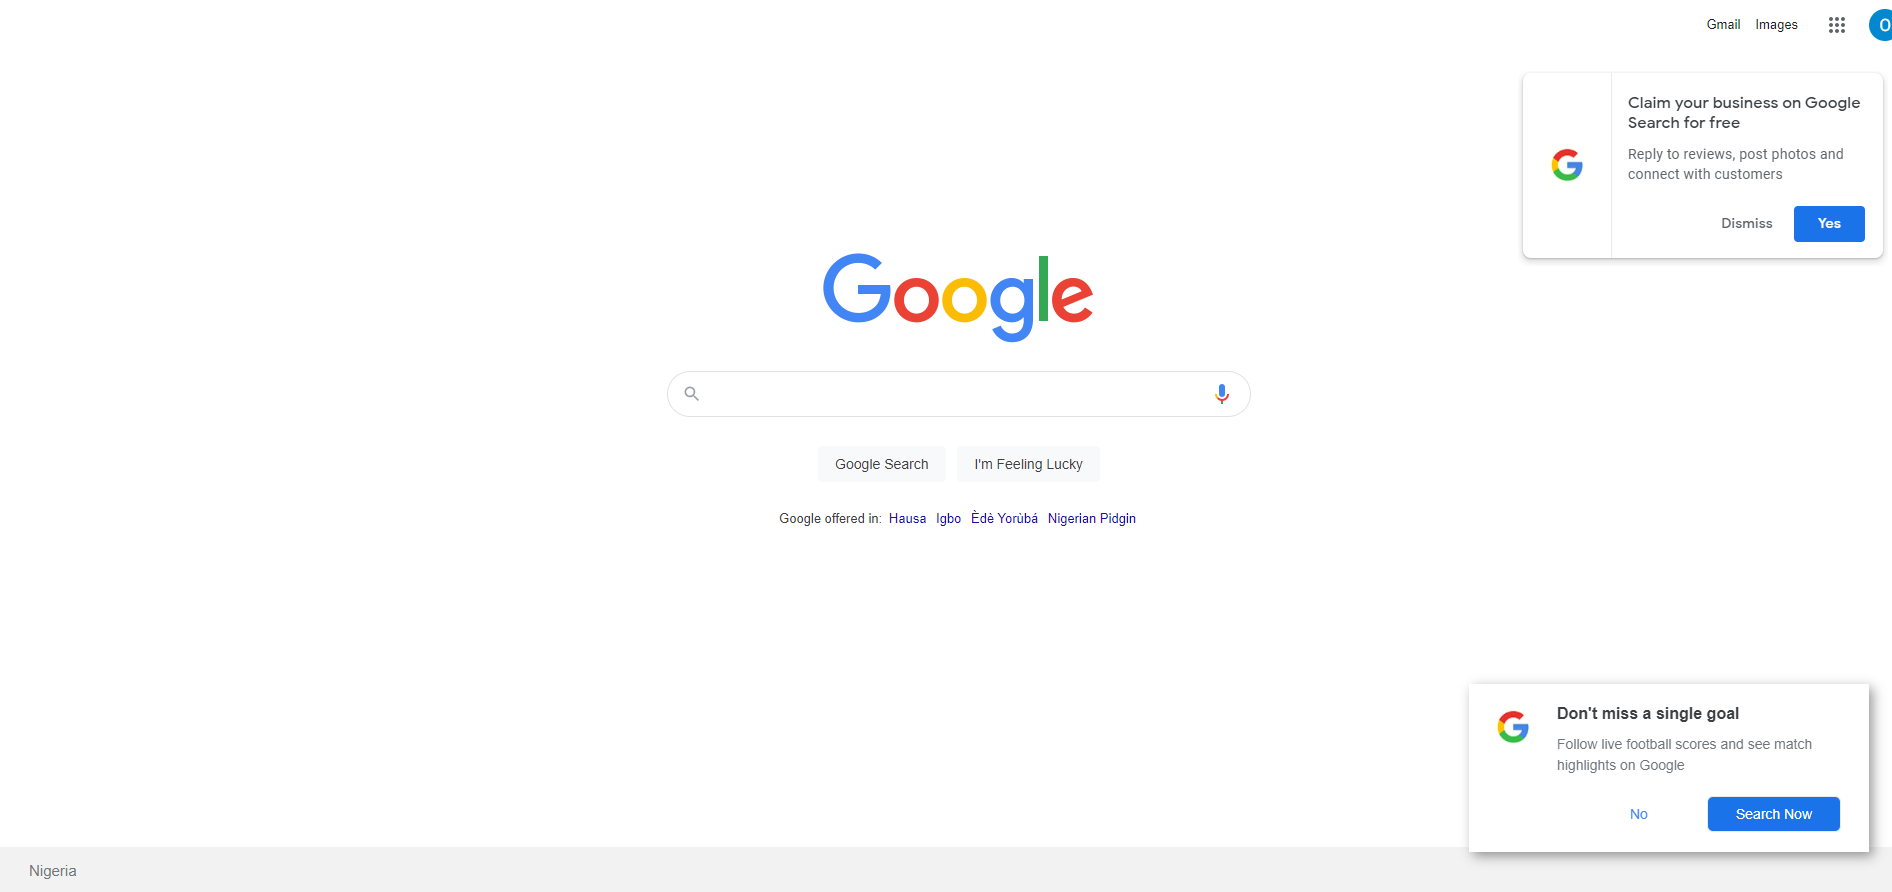 Gmail Images
O
Claim your business on Google
Search for free
Reply to reviews, post photos and
connect with customers
Dismiss Yes
Google
Google Search I'm Feeling Lucky
Google offered in: Hausa Igbo Èdè Yorùbá Nigerian Pidgin
Don't miss a single goal
Follow live football scores and see match
highlights on Google
No Search Now
Nigeria